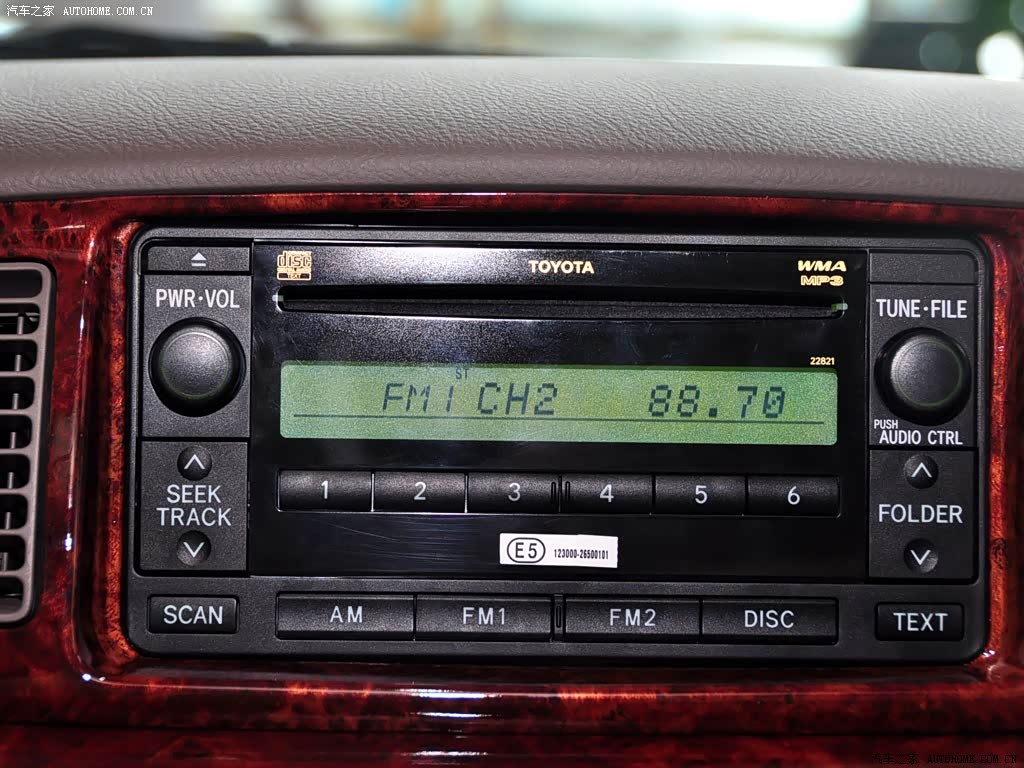 汽车之家 AUTOHOME.COM.CN
disc
TEXT
TOYOTA
WMA
MP3
PWR·VOL
TUNE·FILE
22821
ST
FM1 CH2 88.70
PUSH
AUDIO CTRL
SEEK
TRACK
1 2 3 4 5 6
FOLDER
E5 123000-26500101
SCAN AM FM1 FM2 DISC TEXT
汽车之家 AUTOHOME.COM.CN